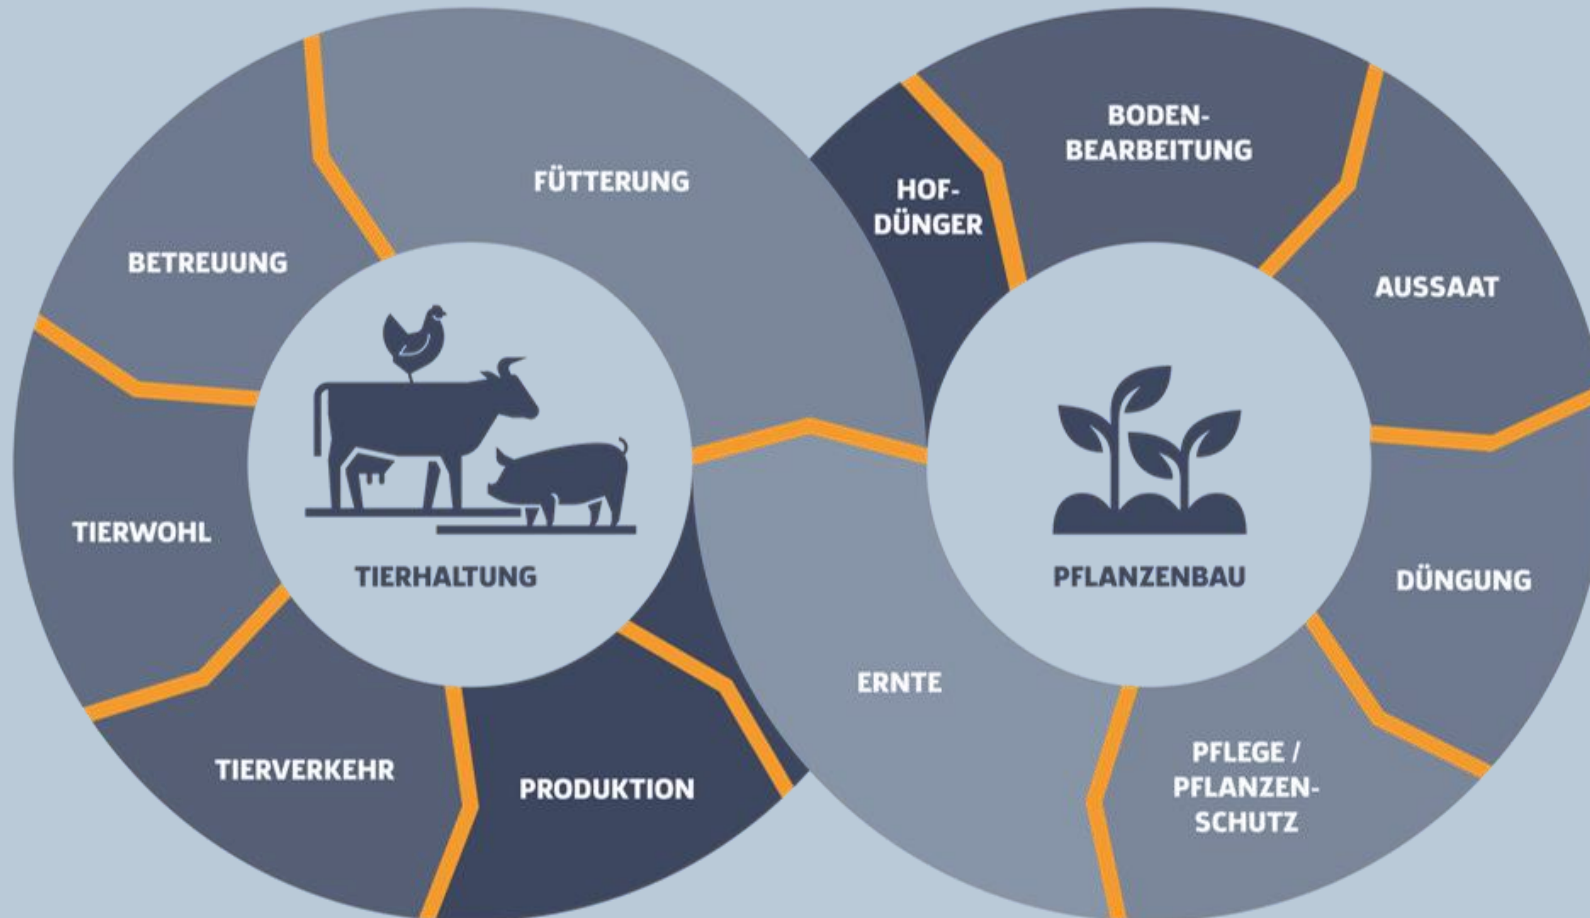 FÜTTERUNG
BETREUUNG
TIERWOHL
TIERHALTUNG
TIERVERKEHR
PRODUKTION
HOF-
DÜNGER
BODEN-
BEARBEITUNG
AUSSAAT
DÜNGUNG
PFLANZENBAU
ERNTE
PFLEGE /
PFLANZEN-
SCHUTZ